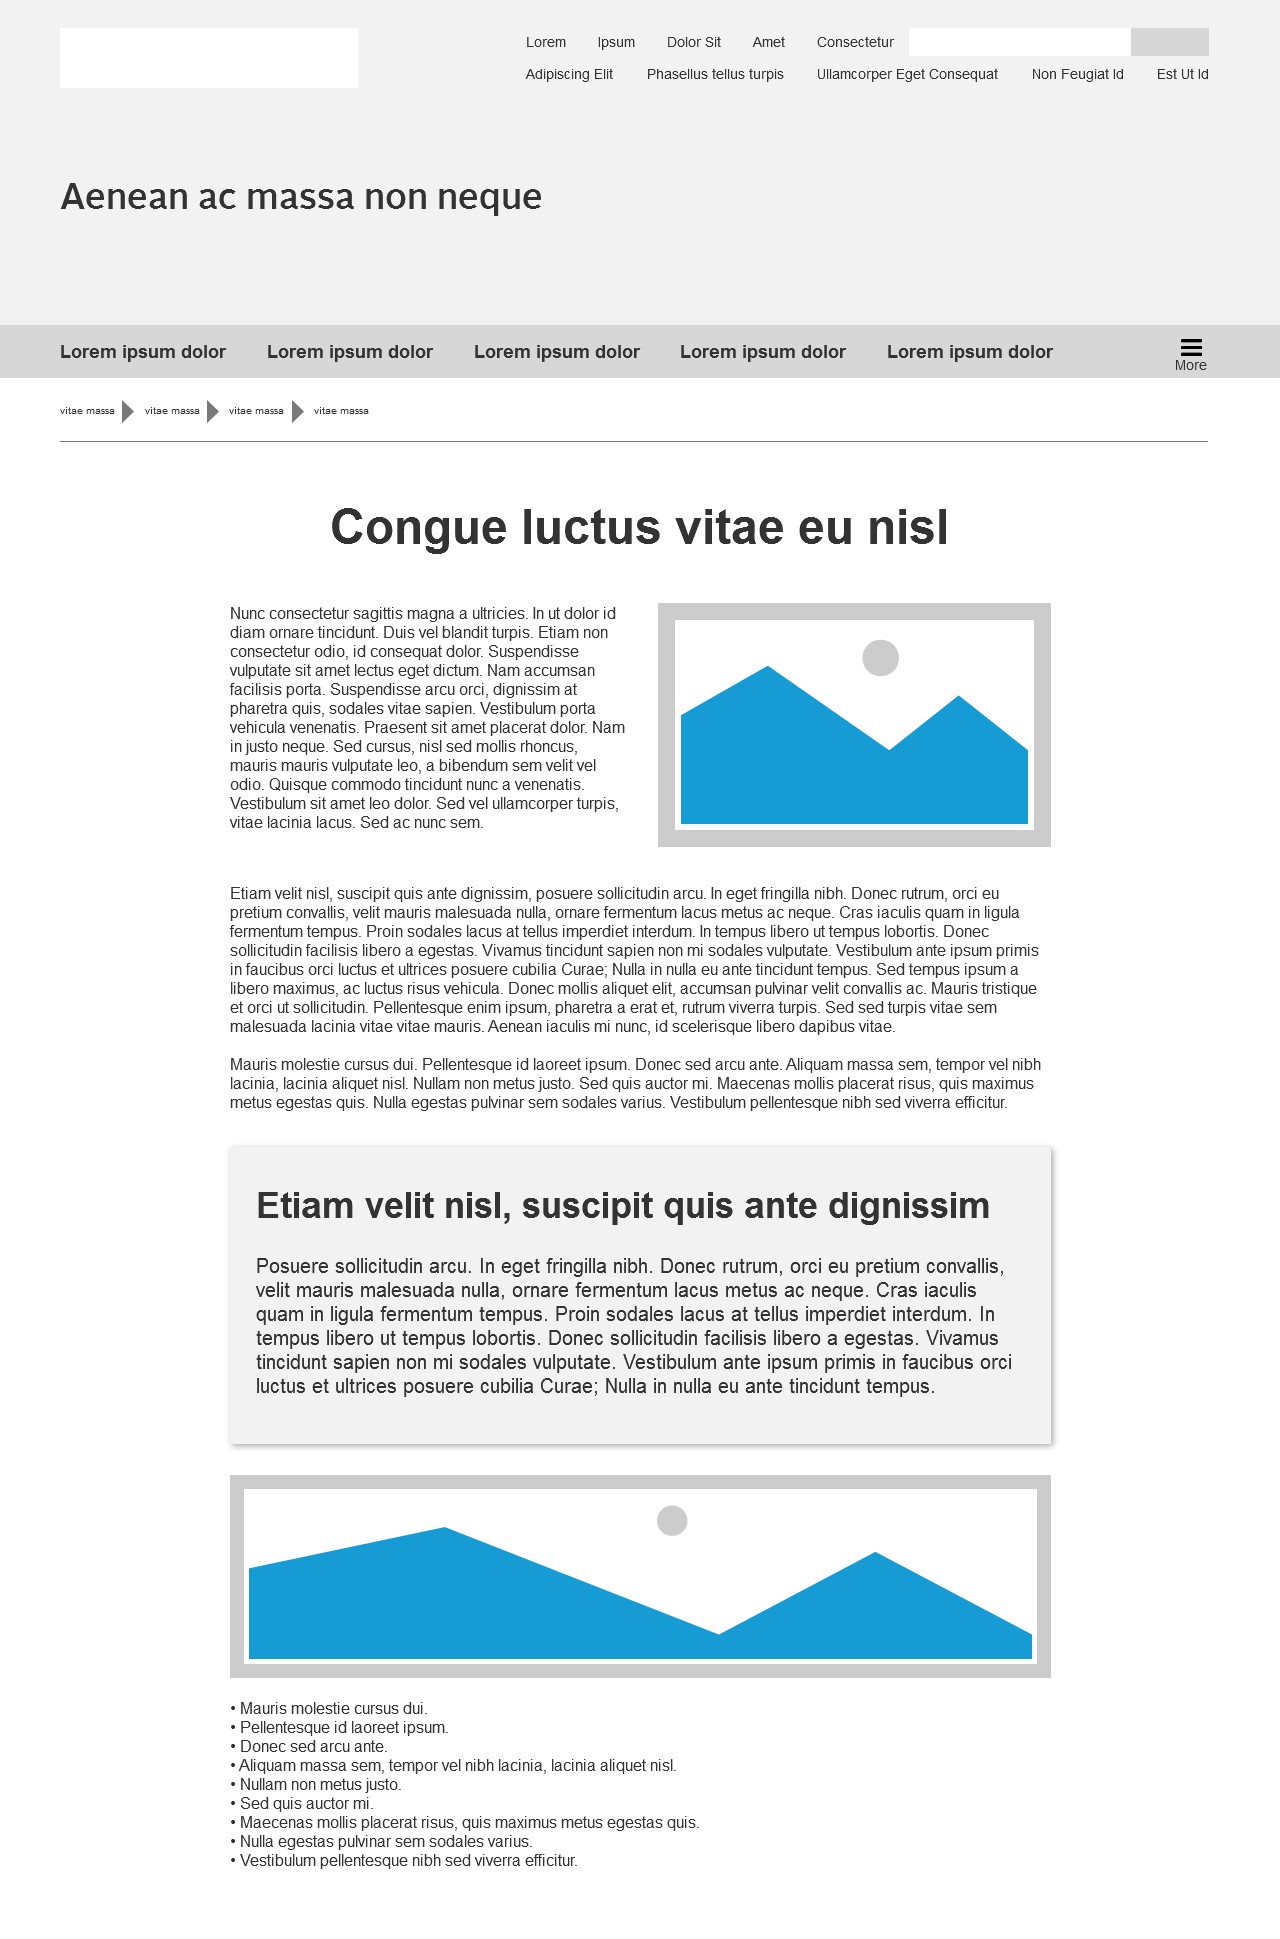 Lorem Ipsum Dolor Sit Amet Consectetur
Adipiscing Elit Phasellus tellus turpis Ullamcorper Eget Consequat Non Feugiat Id Est Ut Id
Aenean ac massa non neque
Lorem ipsum dolor Lorem ipsum dolor Lorem ipsum dolor Lorem ipsum dolor Lorem ipsum dolor More
vitae massa vitae massa vitae massa vitae massa
Congue luctus vitae eu nisl
Nunc consectetur sagittis magna a ultricies. In ut dolor id
diam ornare tincidunt. Duis vel blandit turpis. Etiam non
consectetur odio, id consequat dolor. Suspendisse
vulputate sit amet lectus eget dictum. Nam accumsan
facilisis porta. Suspendisse arcu orci, dignissim at
pharetra quis, sodales vitae sapien. Vestibulum porta
vehicula venenatis. Praesent sit amet placerat dolor. Nam
in justo neque. Sed cursus, nisl sed mollis rhoncus,
mauris mauris vulputate leo, a bibendum sem velit vel
odio. Quisque commodo tincidunt nunc a venenatis.
Vestibulum sit amet leo dolor. Sed vel ullamcorper turpis,
vitae lacinia lacus. Sed ac nunc sem.
Etiam velit nisl, suscipit quis ante dignissim, posuere sollicitudin arcu. In eget fringilla nibh. Donec rutrum, orci eu
pretium convallis, velit mauris malesuada nulla, ornare fermentum lacus metus ac neque. Cras iaculis quam in ligula
fermentum tempus. Proin sodales lacus at tellus imperdiet interdum. In tempus libero ut tempus lobortis. Donec
sollicitudin facilisis libero a egestas. Vivamus tincidunt sapien non mi sodales vulputate. Vestibulum ante ipsum primis
in faucibus orci luctus et ultrices posuere cubilia Curae; Nulla in nulla eu ante tincidunt tempus. Sed tempus ipsum a
libero maximus, ac luctus risus vehicula. Donec mollis aliquet elit, accumsan pulvinar velit convallis ac. Mauris tristique
et orci ut sollicitudin. Pellentesque enim ipsum, pharetra a erat et, rutrum viverra turpis. Sed sed turpis vitae sem
malesuada lacinia vitae vitae mauris. Aenean iaculis mi nunc, id scelerisque libero dapibus vitae.
Mauris molestie cursus dui. Pellentesque id laoreet ipsum. Donec sed arcu ante. Aliquam massa sem, tempor vel nibh
lacinia, lacinia aliquet nisl. Nullam non metus justo. Sed quis auctor mi. Maecenas mollis placerat risus, quis maximus
metus egestas quis. Nulla egestas pulvinar sem sodales varius. Vestibulum pellentesque nibh sed viverra efficitur.
Etiam velit nisl, suscipit quis ante dignissim
Posuere sollicitudin arcu. In eget fringilla nibh. Donec rutrum, orci eu pretium convallis,
velit mauris malesuada nulla, ornare fermentum lacus metus ac neque. Cras iaculis
quam in ligula fermentum tempus. Proin sodales lacus at tellus imperdiet interdum. In
tempus libero ut tempus lobortis. Donec sollicitudin facilisis libero a egestas. Vivamus
tincidunt sapien non mi sodales vulputate. Vestibulum ante ipsum primis in faucibus orci
luctus et ultrices posuere cubilia Curae; Nulla in nulla eu ante tincidunt tempus.
• Mauris molestie cursus dui.
• Pellentesque id laoreet ipsum.
• Donec sed arcu ante.
• Aliquam massa sem, tempor vel nibh lacinia, lacinia aliquet nisl.
• Nullam non metus justo.
• Sed quis auctor mi.
• Maecenas mollis placerat risus, quis maximus metus egestas quis.
• Nulla egestas pulvinar sem sodales varius.
• Vestibulum pellentesque nibh sed viverra efficitur.